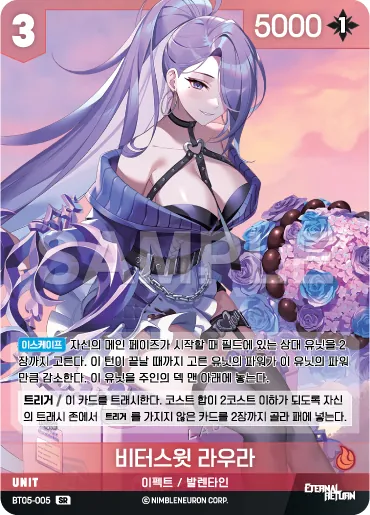 3
5000
1
SAMPLE
이스케이프 자신의 메인 페이즈가 시작할 때 필드에 있는 상대 유닛을 2
장까지 고른다. 이 턴이 끝날 때까지 고른 유닛의 파워가 이 유닛의 파워
만큼 감소한다. 이 유닛을 주인의 덱 맨 아래에 놓는다.
트리거 / 이 카드를 트래시한다. 코스트 합이 2코스트 이하가 되도록 자신
의 트래시 존에서 트리거 를 가지지 않은 카드를 2장까지 골라 패에 넣는다.
비터스윗 라우라
UNIT
이펙트 / 발렌타인
BT05-005 SR
ⓒ NIMBLENEURON CORP.
ETERNAL
RETURN